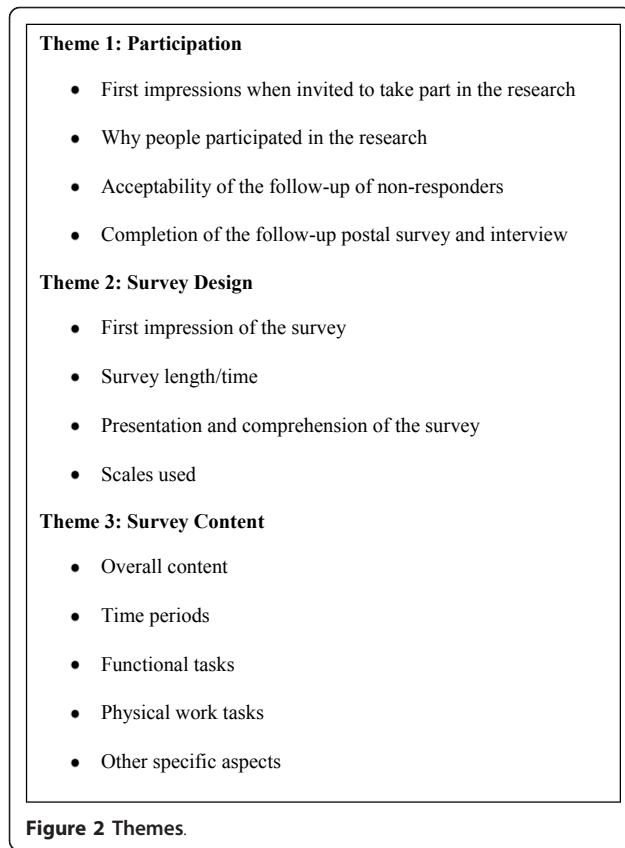 Theme 1: Participation
• First impressions when invited to take part in the research
• Why people participated in the research
• Acceptability of the follow-up of non-responders
• Completion of the follow-up postal survey and interview
Theme 2: Survey Design
• First impression of the survey
• Survey length/time
• Presentation and comprehension of the survey
• Scales used
Theme 3: Survey Content
• Overall content
• Time periods
• Functional tasks
• Physical work tasks
• Other specific aspects
Figure 2 Themes.